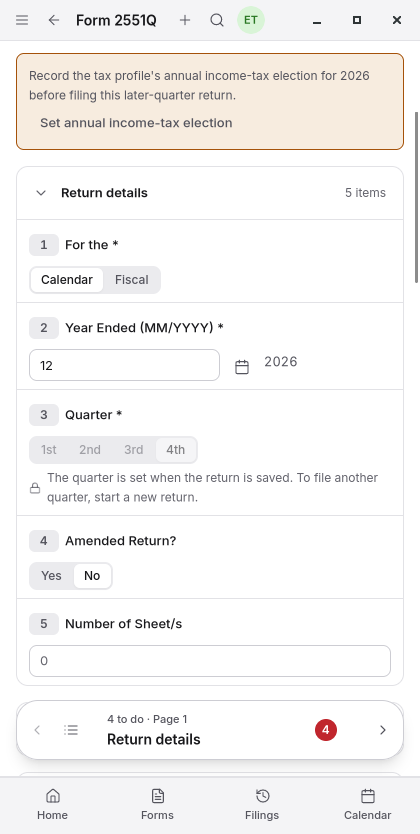 Form 2551Q
ET
Record the tax profile's annual income-tax election for 2026
before filing this later-quarter return.
Set annual income-tax election
Return details
5 items
1 For the *
Calendar Fiscal
2 Year Ended (MM/YYYY) *
12 2026
3 Quarter *
1st 2nd 3rd 4th
The quarter is set when the return is saved. To file another
quarter, start a new return.
4 Amended Return?
Yes No
5 Number of Sheet/s
0
4 to do · Page 1
Return details
4
Home Forms Filings Calendar